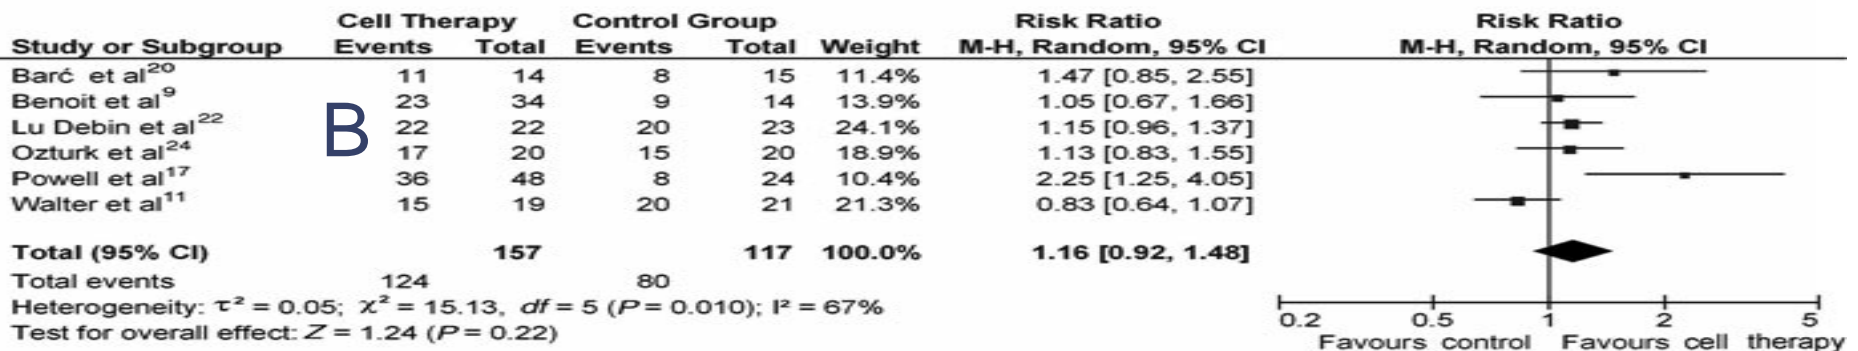 Cell Therapy Control Group Risk Ratio Risk Ratio
Study or Subgroup Events Total Events Total Weight M-H, Random, 95% CI M-H, Random, 95% CI
Barć et al²⁰ 11 14 8 15 11.4% 1.47 [0.85, 2.55]
Benoit et al⁹ 23 34 9 14 13.9% 1.05 [0.67, 1.66]
B
Lu Debin et al²² 22 22 20 23 24.1% 1.15 [0.96, 1.37]
Ozturk et al²⁴ 17 20 15 20 18.9% 1.13 [0.83, 1.55]
Powell et al¹⁷ 36 48 8 24 10.4% 2.25 [1.25, 4.05]
Walter et al¹¹ 15 19 20 21 21.3% 0.83 [0.64, 1.07]
Total (95% CI) 157 117 100.0% 1.16 [0.92, 1.48]
Total events 124 80
Heterogeneity: τ² = 0.05; χ² = 15.13, df = 5 (P = 0.010); I² = 67%
Test for overall effect: Z = 1.24 (P = 0.22)
0.2 0.5 1 2 5
Favours control Favours cell therapy